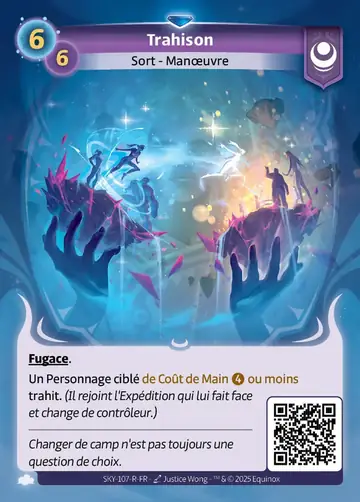 6
6
Trahison
Sort - Manœuvre
Fugace.
Un Personnage ciblé de Coût de Main 4 ou moins
trahit. (Il rejoint l'Expédition qui lui fait face
et change de contrôleur.)
Changer de camp n'est pas toujours une
question de choix.
SKY-107-R-FR - Justice Wong - ™ & © 2025 Equinox